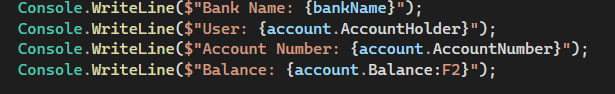 Console.WriteLine($"Bank Name: {bankName}");
Console.WriteLine($"User: {account.AccountHolder}");
Console.WriteLine($"Account Number: {account.AccountNumber}");
Console.WriteLine($"Balance: {account.Balance:F2}");